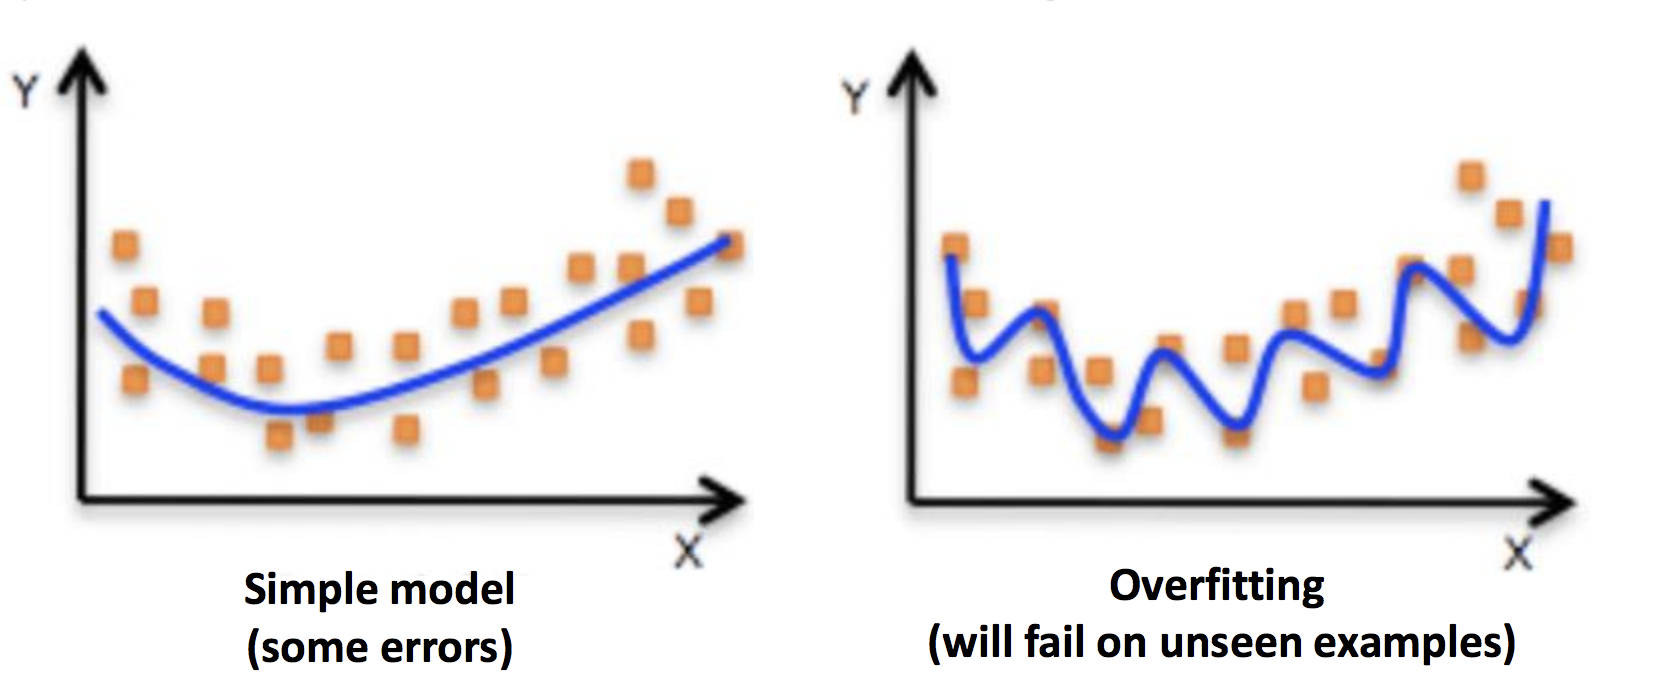 Y
X
Simple model
(some errors)
Y
X
Overfitting
(will fail on unseen examples)